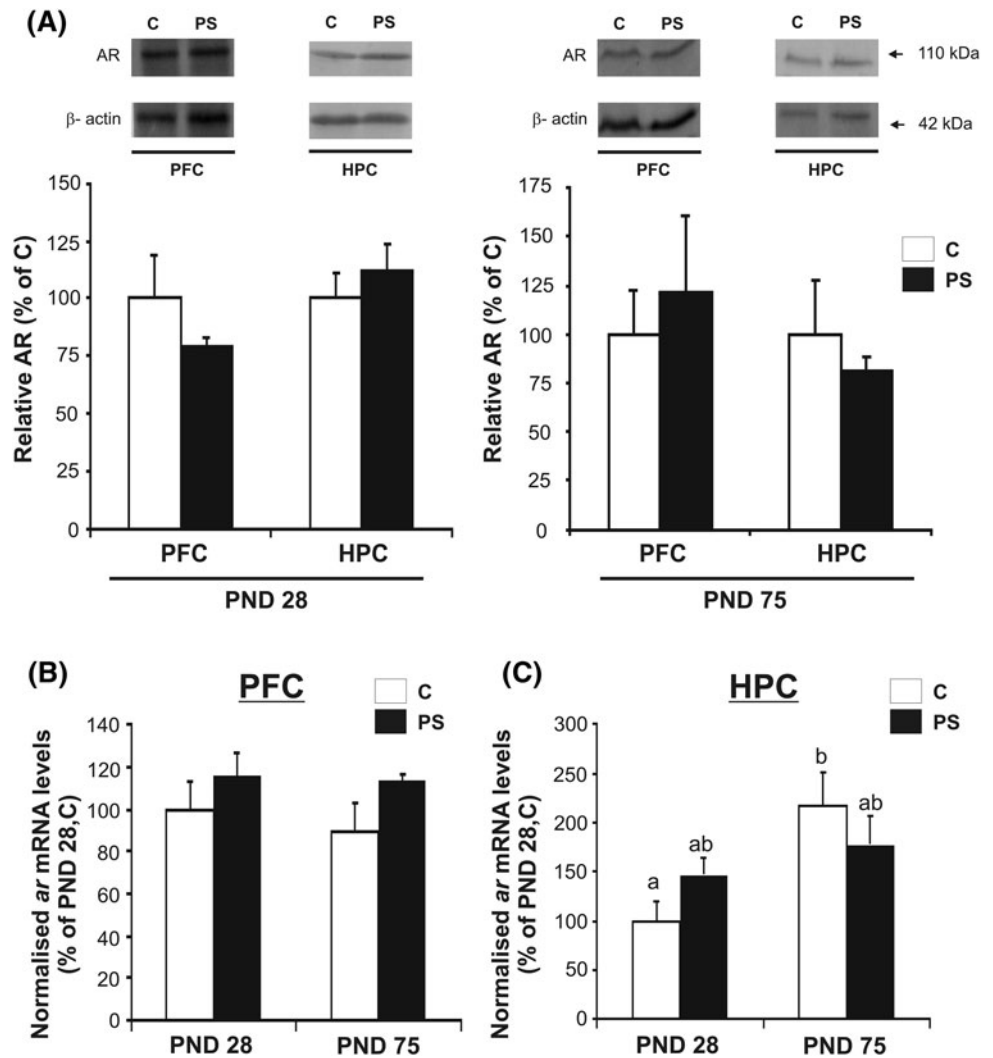 (A)
C PS
C PS
C PS
C PS
AR
AR
110 kDa
β- actin
β-actin
42 kDa
PFC
HPC
PFC
HPC
Relative AR (% of C)
150
125
100
75
50
25
0
PFC
HPC
PND 28
Relative AR (% of C)
175
150
125
100
75
50
25
0
C
PS
PFC
HPC
PND 75
(B)
PFC
C
PS
Normalised ar mRNA levels
(% of PND 28,C)
140
120
100
80
60
40
20
0
PND 28
PND 75
(C)
HPC
C
PS
Normalised ar mRNA levels
(% of PND 28,C)
300
250
200
150
100
50
0
a
ab
b
ab
PND 28
PND 75